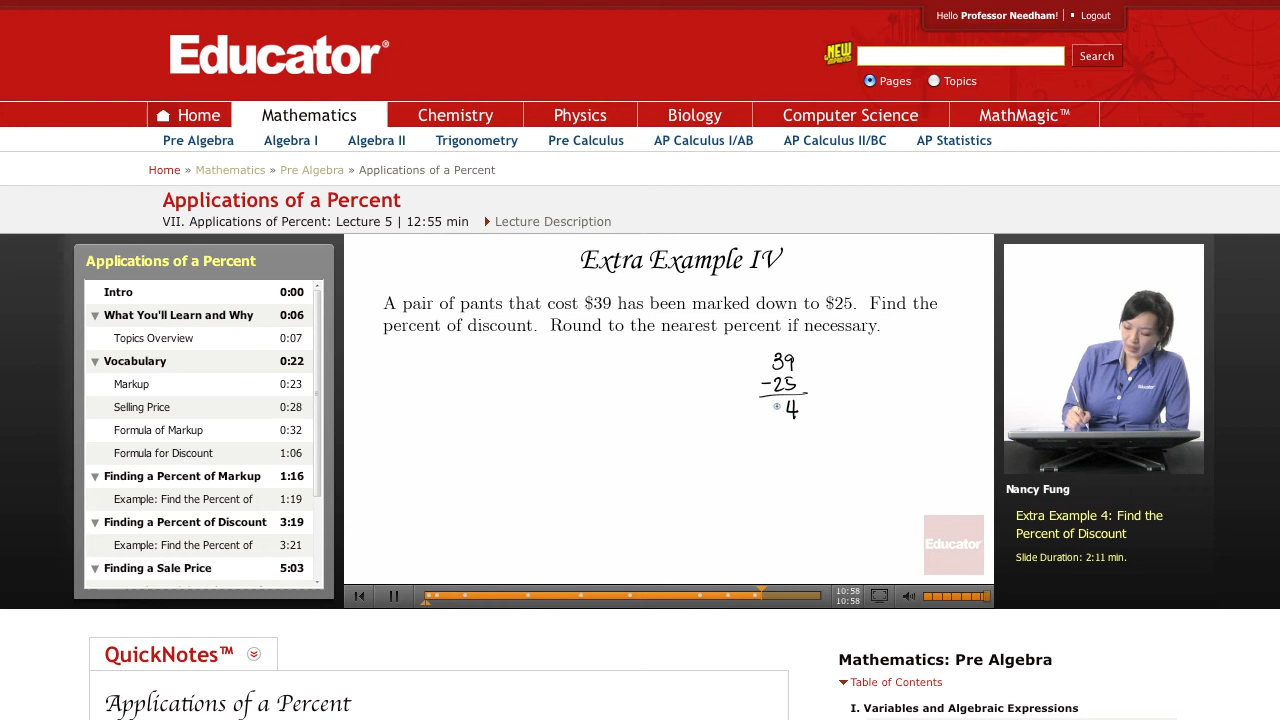 Hello Professor Needham! Logout
Educator®
NEW
IMPROVED
Search
Pages Topics
Home Mathematics Chemistry Physics Biology Computer Science MathMagic™
Pre Algebra Algebra I Algebra II Trigonometry Pre Calculus AP Calculus I/AB AP Calculus II/BC AP Statistics
Home » Mathematics » Pre Algebra » Applications of a Percent
Applications of a Percent
VII. Applications of Percent: Lecture 5 | 12:55 min Lecture Description
Applications of a Percent
Intro 0:00
What You'll Learn and Why 0:06
Topics Overview 0:07
Vocabulary 0:22
Markup 0:23
Selling Price 0:28
Formula of Markup 0:32
Formula for Discount 1:06
Finding a Percent of Markup 1:16
Example: Find the Percent of 1:19
Finding a Percent of Discount 3:19
Example: Find the Percent of 3:21
Finding a Sale Price 5:03
Extra Example IV
A pair of pants that cost $39 has been marked down to $25. Find the
percent of discount. Round to the nearest percent if necessary.
39
-25
4
Educator
10:58
10:58
Educator
Nancy Fung
Extra Example 4: Find the
Percent of Discount
Slide Duration: 2:11 min.
QuickNotes™
Applications of a Percent
Mathematics: Pre Algebra
Table of Contents
I. Variables and Algebraic Expressions